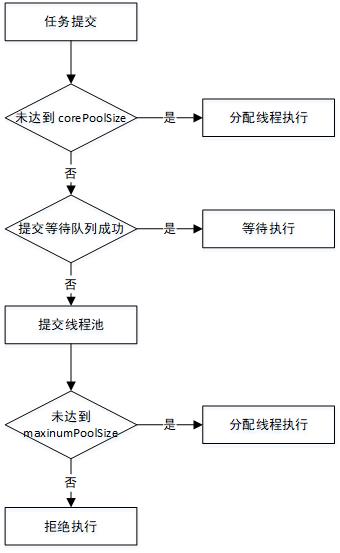 任务提交
未达到 corePoolSize
是
分配线程执行
否
提交等待队列成功
是
等待执行
否
提交线程池
未达到
maxinumPoolSize
是
分配线程执行
否
拒绝执行